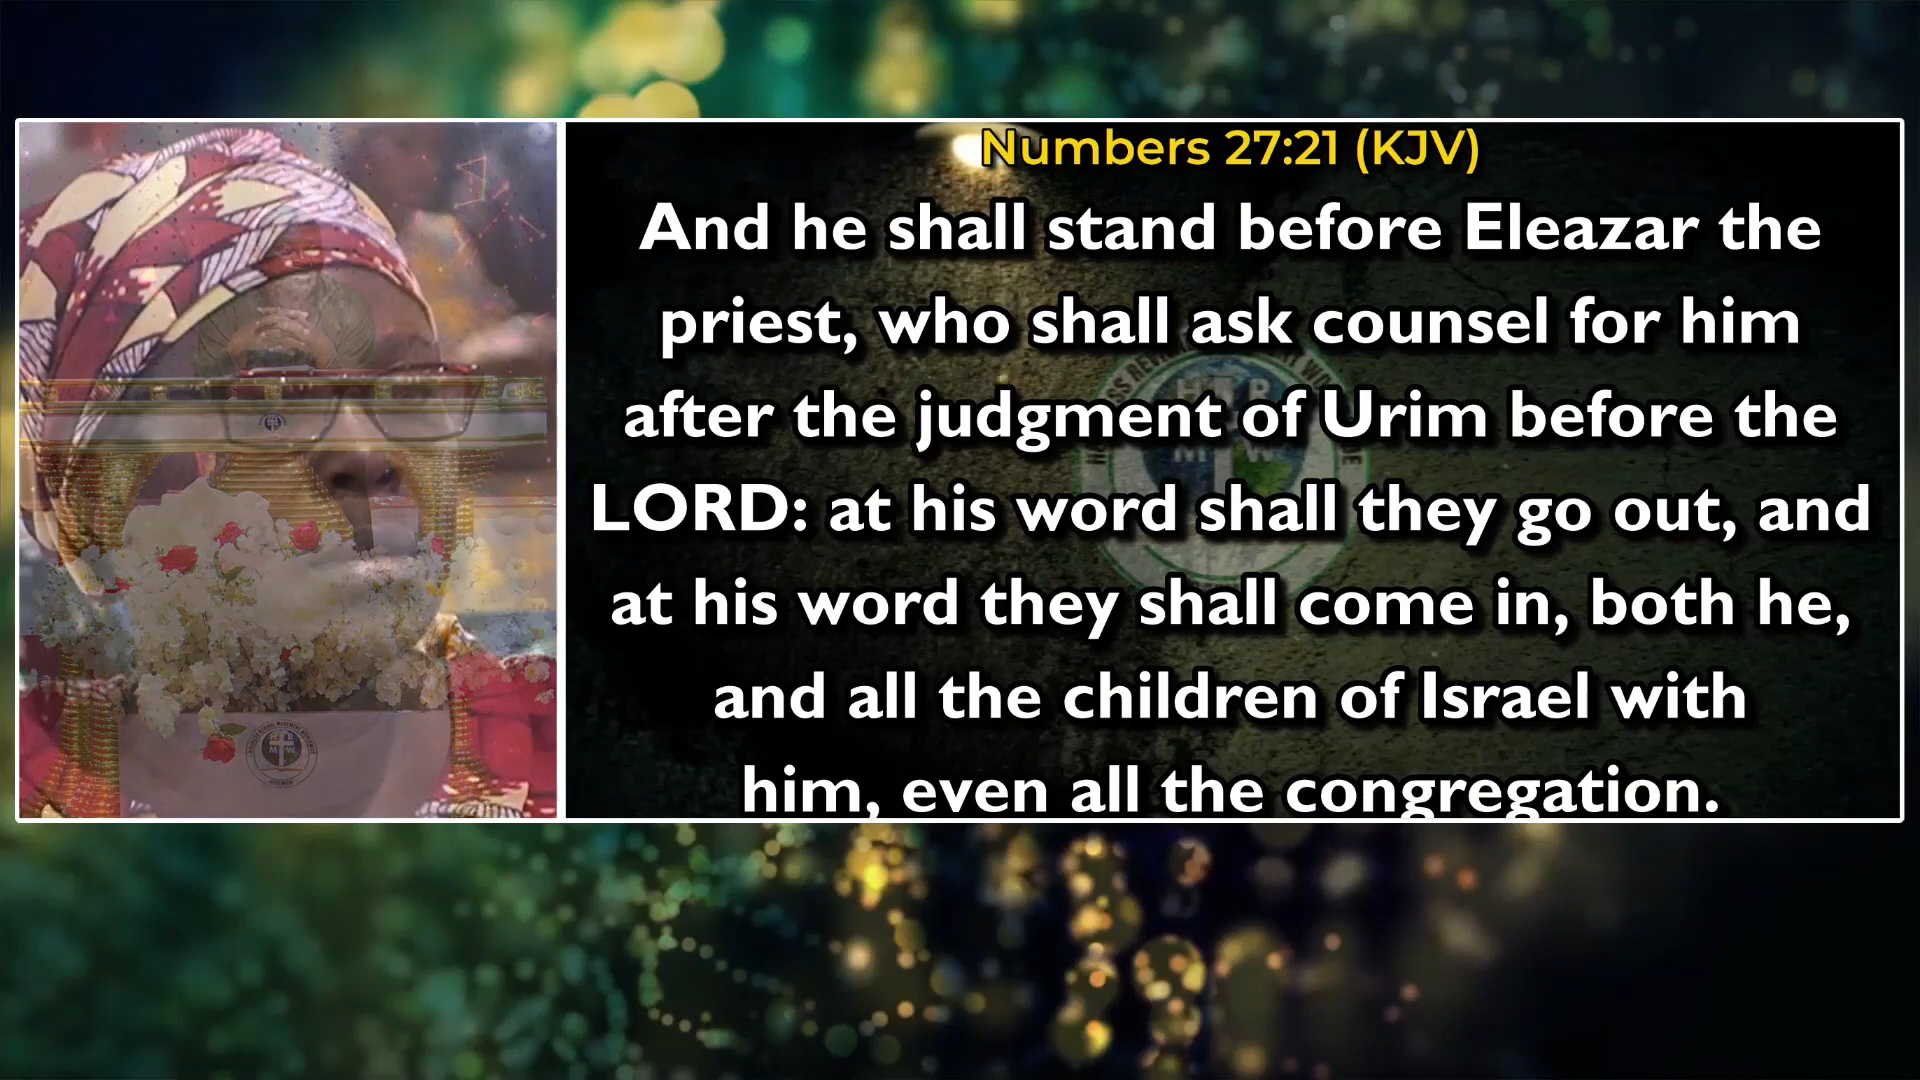 Numbers 27:21 (KJV)
And he shall stand before Eleazar the
priest, who shall ask counsel for him
after the judgment of Urim before the
LORD: at his word shall they go out, and
at his word they shall come in, both he,
and all the children of Israel with
him, even all the congregation.